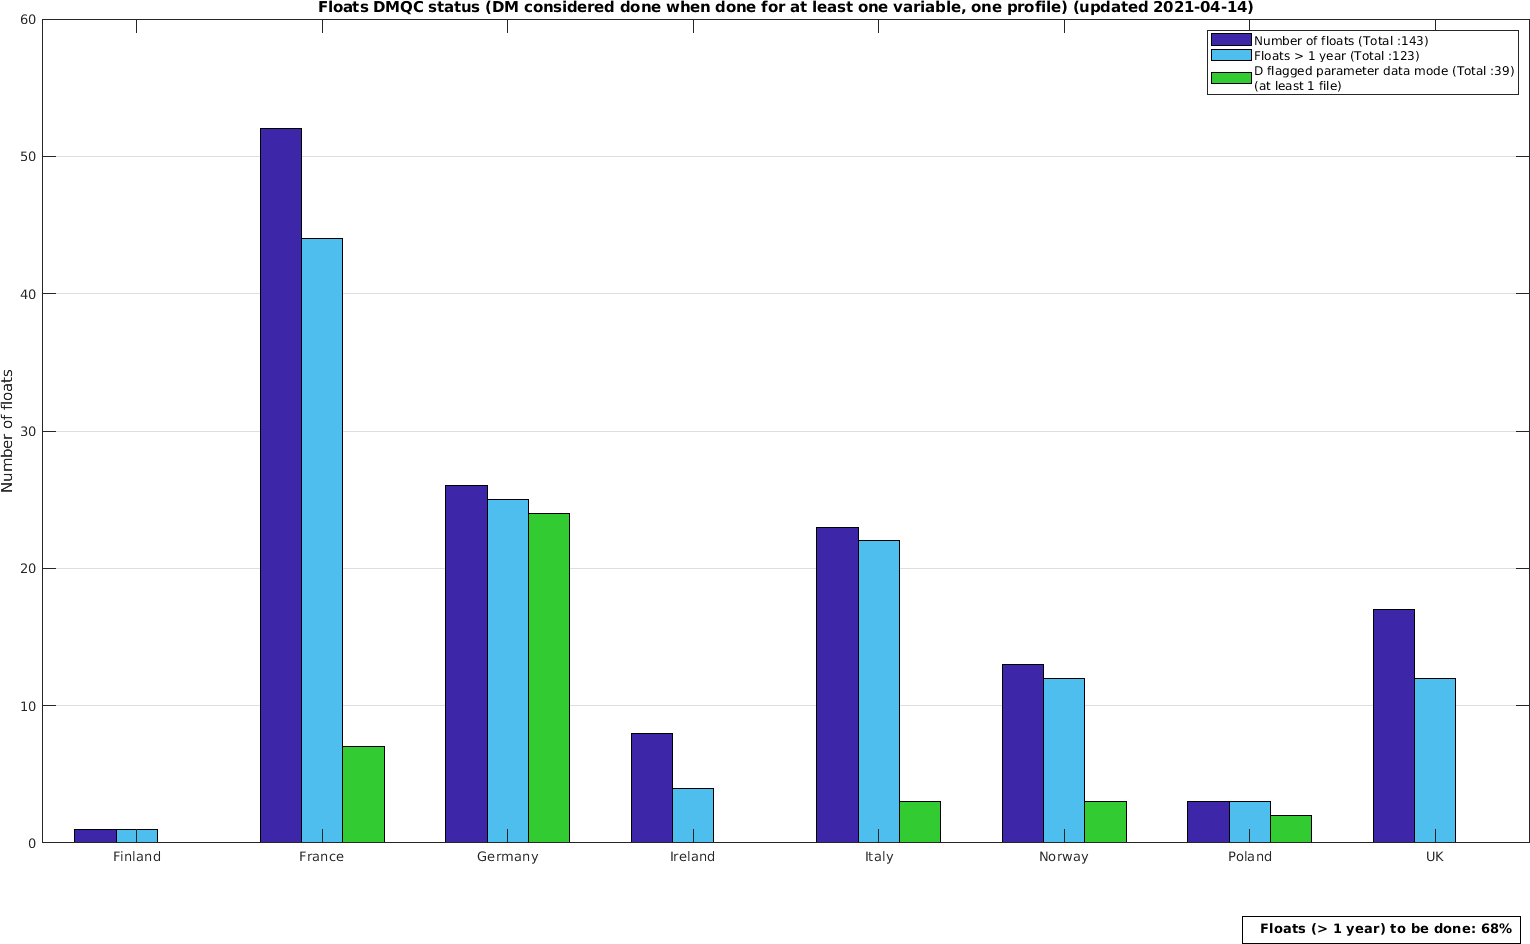 Floats DMQC status (DM considered done when done for at least one variable, one profile) (updated 2021-04-14)
Number of floats (Total :143)
Floats > 1 year (Total :123)
D flagged parameter data mode (Total :39)
(at least 1 file)
Number of floats
60
50
40
30
20
10
0
Finland France Germany Ireland Italy Norway Poland UK
Floats (> 1 year) to be done: 68%